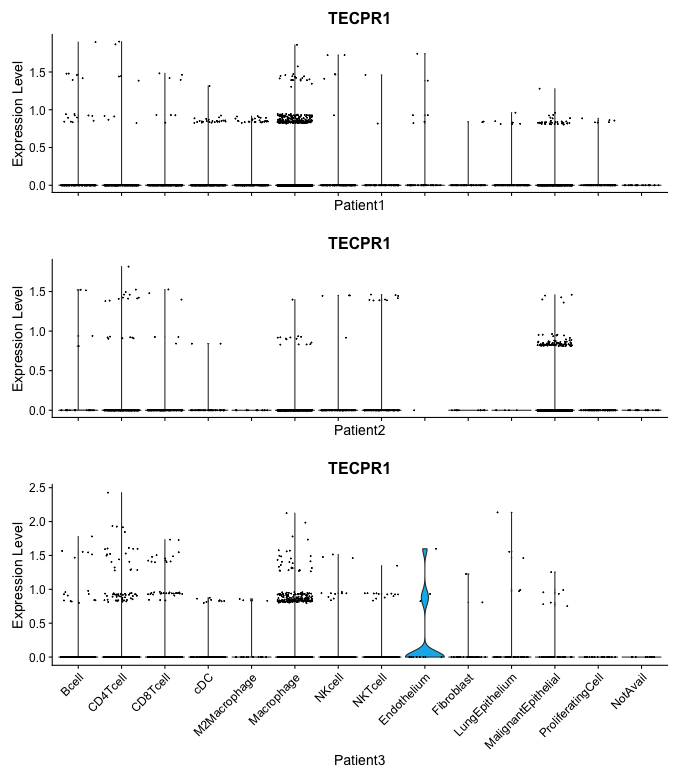 TECPR1
Expression Level
1.5
1.0
0.5
0.0
Patient1
TECPR1
Expression Level
1.5
1.0
0.5
0.0
Patient2
TECPR1
Expression Level
2.5
2.0
1.5
1.0
0.5
0.0
Bcell
CD4Tcell
CD8Tcell
cDC
M2Macrophage
Macrophage
NKcell
NKTcell
Endothelium
Fibroblast
LungEpithelium
MalignantEpithelial
ProliferatingCell
NotAvail
Patient3